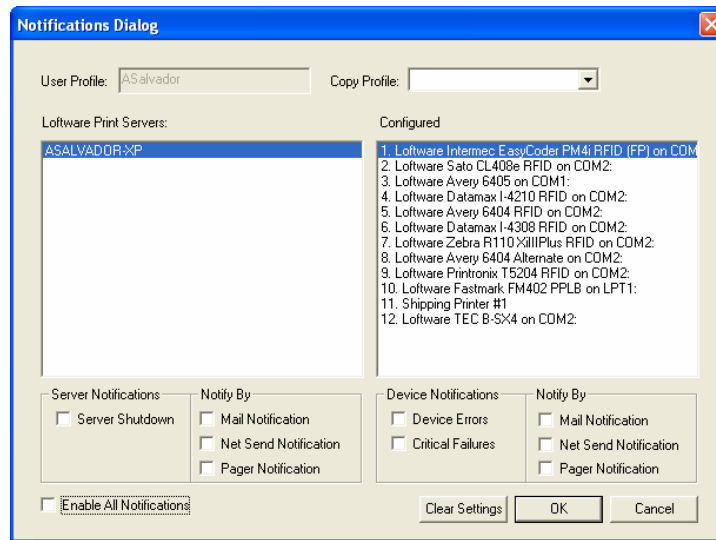 Notifications Dialog
User Profile: ASalvador Copy Profile:
Loftware Print Servers: Configured
ASALVADOR-XP
1. Loftware Intermec EasyCoder PM4i RFID (FP) on COM
2. Loftware Sato CL408e RFID on COM2:
3. Loftware Avery 6405 on COM1:
4. Loftware Datamax I-4210 RFID on COM2:
5. Loftware Avery 6404 RFID on COM2:
6. Loftware Datamax I-4308 RFID on COM2:
7. Loftware Zebra R110 XiIIIPlus RFID on COM2:
8. Loftware Avery 6404 Alternate on COM2:
9. Loftware Printronix T5204 RFID on COM2:
10. Loftware Fastmark FM402 PPLB on LPT1:
11. Shipping Printer #1
12. Loftware TEC B-SX4 on COM2:
Server Notifications Notify By Device Notifications Notify By
Server Shutdown Mail Notification Device Errors Mail Notification
Net Send Notification Critical Failures Net Send Notification
Pager Notification Pager Notification
Enable All Notifications Clear Settings OK Cancel